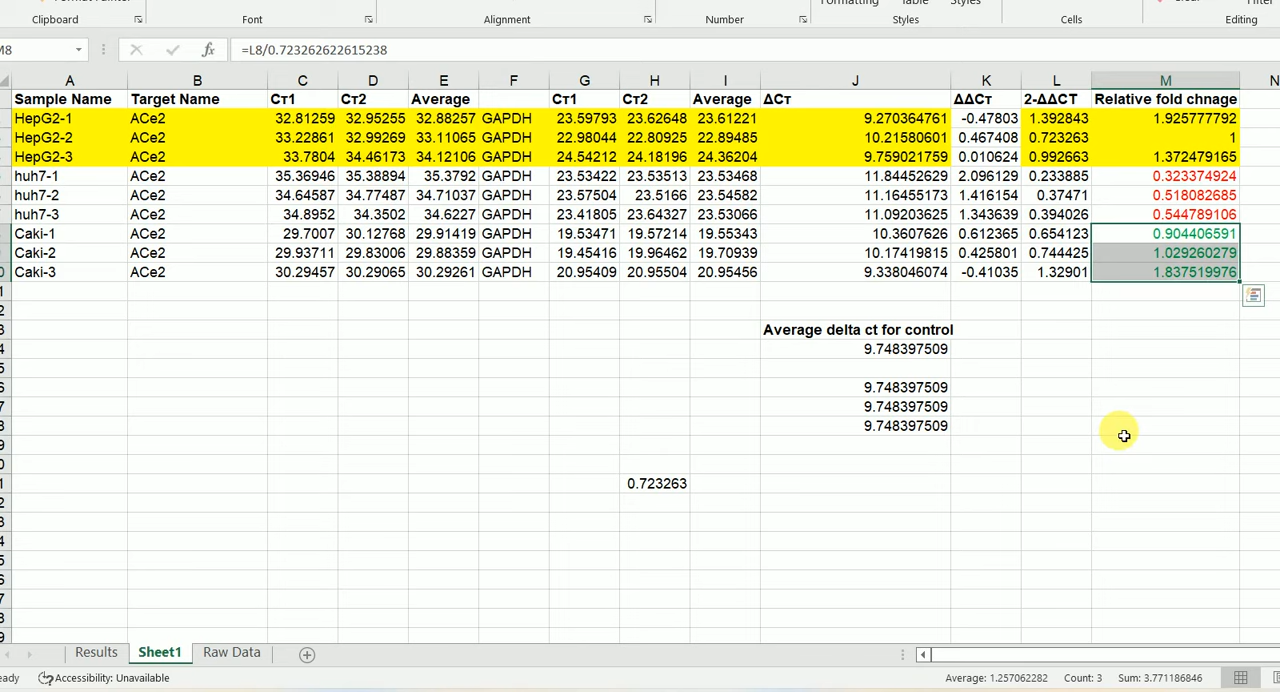 Clipboard Font Alignment Number Styles Cells Editing
M8 =L8/0.723262622615238
A B C D E F G H I J K L M N
Sample Name Target Name Cт1 Cт2 Average Cт1 Cт2 Average ΔCт ΔΔCт 2-ΔΔCT Relative fold chnage
HepG2-1 ACe2 32.81259 32.95255 32.88257 GAPDH 23.59793 23.62648 23.61221 9.270364761 -0.47803 1.392843 1.925777792
HepG2-2 ACe2 33.22861 32.99269 33.11065 GAPDH 22.98044 22.80925 22.89485 10.21580601 0.467408 0.723263 1
HepG2-3 ACe2 33.7804 34.46173 34.12106 GAPDH 24.54212 24.18196 24.36204 9.759021759 0.010624 0.992663 1.372479165
huh7-1 ACe2 35.36946 35.38894 35.3792 GAPDH 23.53422 23.53513 23.53468 11.84452629 2.096129 0.233885 0.323374924
huh7-2 ACe2 34.64587 34.77487 34.71037 GAPDH 23.57504 23.5166 23.54582 11.16455173 1.416154 0.37471 0.518082685
huh7-3 ACe2 34.8952 34.3502 34.6227 GAPDH 23.41805 23.64327 23.53066 11.09203625 1.343639 0.394026 0.544789106
Caki-1 ACe2 29.7007 30.12768 29.91419 GAPDH 19.53471 19.57214 19.55343 10.3607626 0.612365 0.654123 0.904406591
Caki-2 ACe2 29.93711 29.83006 29.88359 GAPDH 19.45416 19.96462 19.70939 10.17419815 0.425801 0.744425 1.029260279
Caki-3 ACe2 30.29457 30.29065 30.29261 GAPDH 20.95409 20.95504 20.95456 9.338046074 -0.41035 1.32901 1.837519976
Average delta ct for control
9.748397509
9.748397509
9.748397509
9.748397509
0.723263
Results Sheet1 Raw Data
Accessibility: Unavailable Average: 1.257062282 Count: 3 Sum: 3.771186846